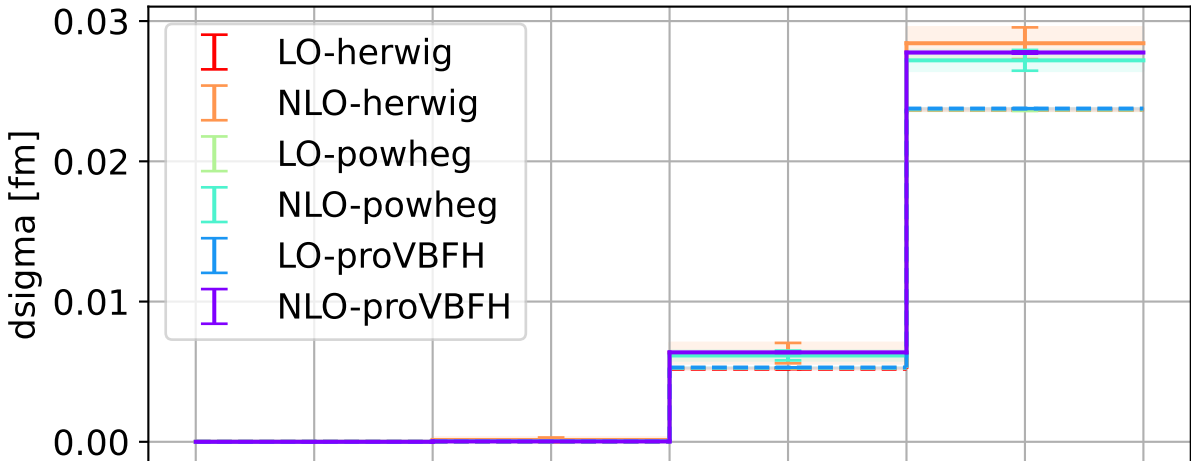 0.03
0.02
0.01
0.00
dsigma [fm]
LO-herwig
NLO-herwig
LO-powheg
NLO-powheg
LO-proVBFH
NLO-proVBFH